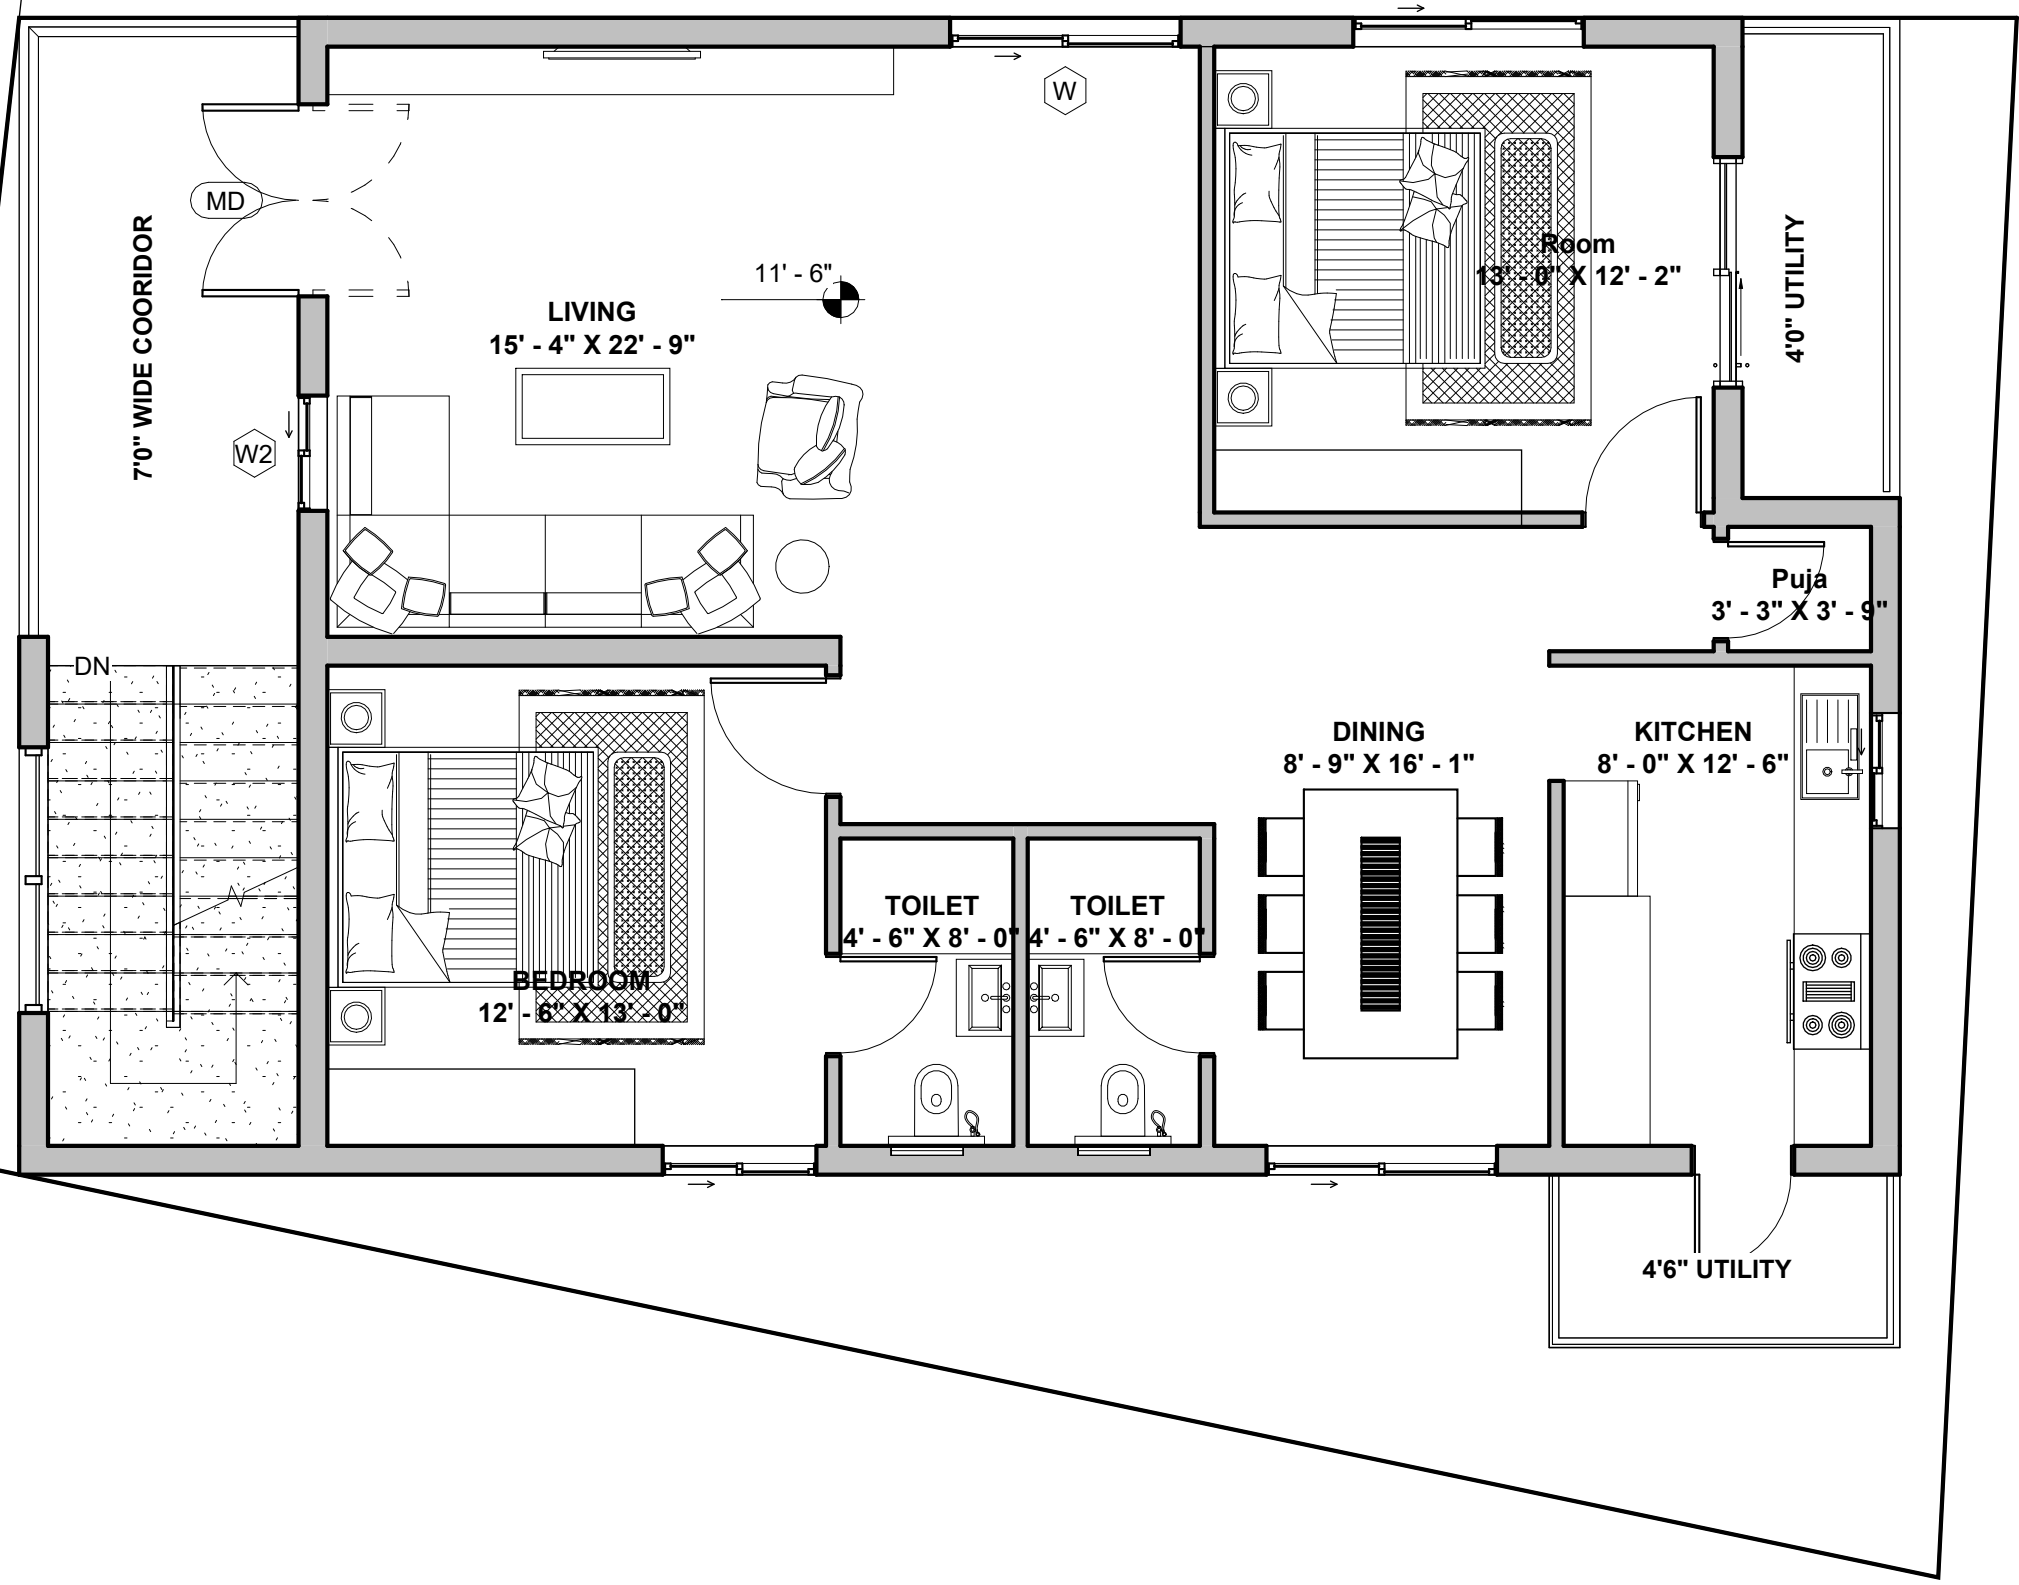 W
MD
7'0" WIDE COORIDOR
11' - 6"
LIVING
15' - 4" X 22' - 9"
Room
13' - 0" X 12' - 2"
4'0" UTILITY
W2
Puja
3' - 3" X 3' - 9"
DN
DINING
8' - 9" X 16' - 1"
KITCHEN
8' - 0" X 12' - 6"
TOILET
4' - 6" X 8' - 0"
TOILET
4' - 6" X 8' - 0"
BEDROOM
12' - 6" X 13' - 0"
4'6" UTILITY